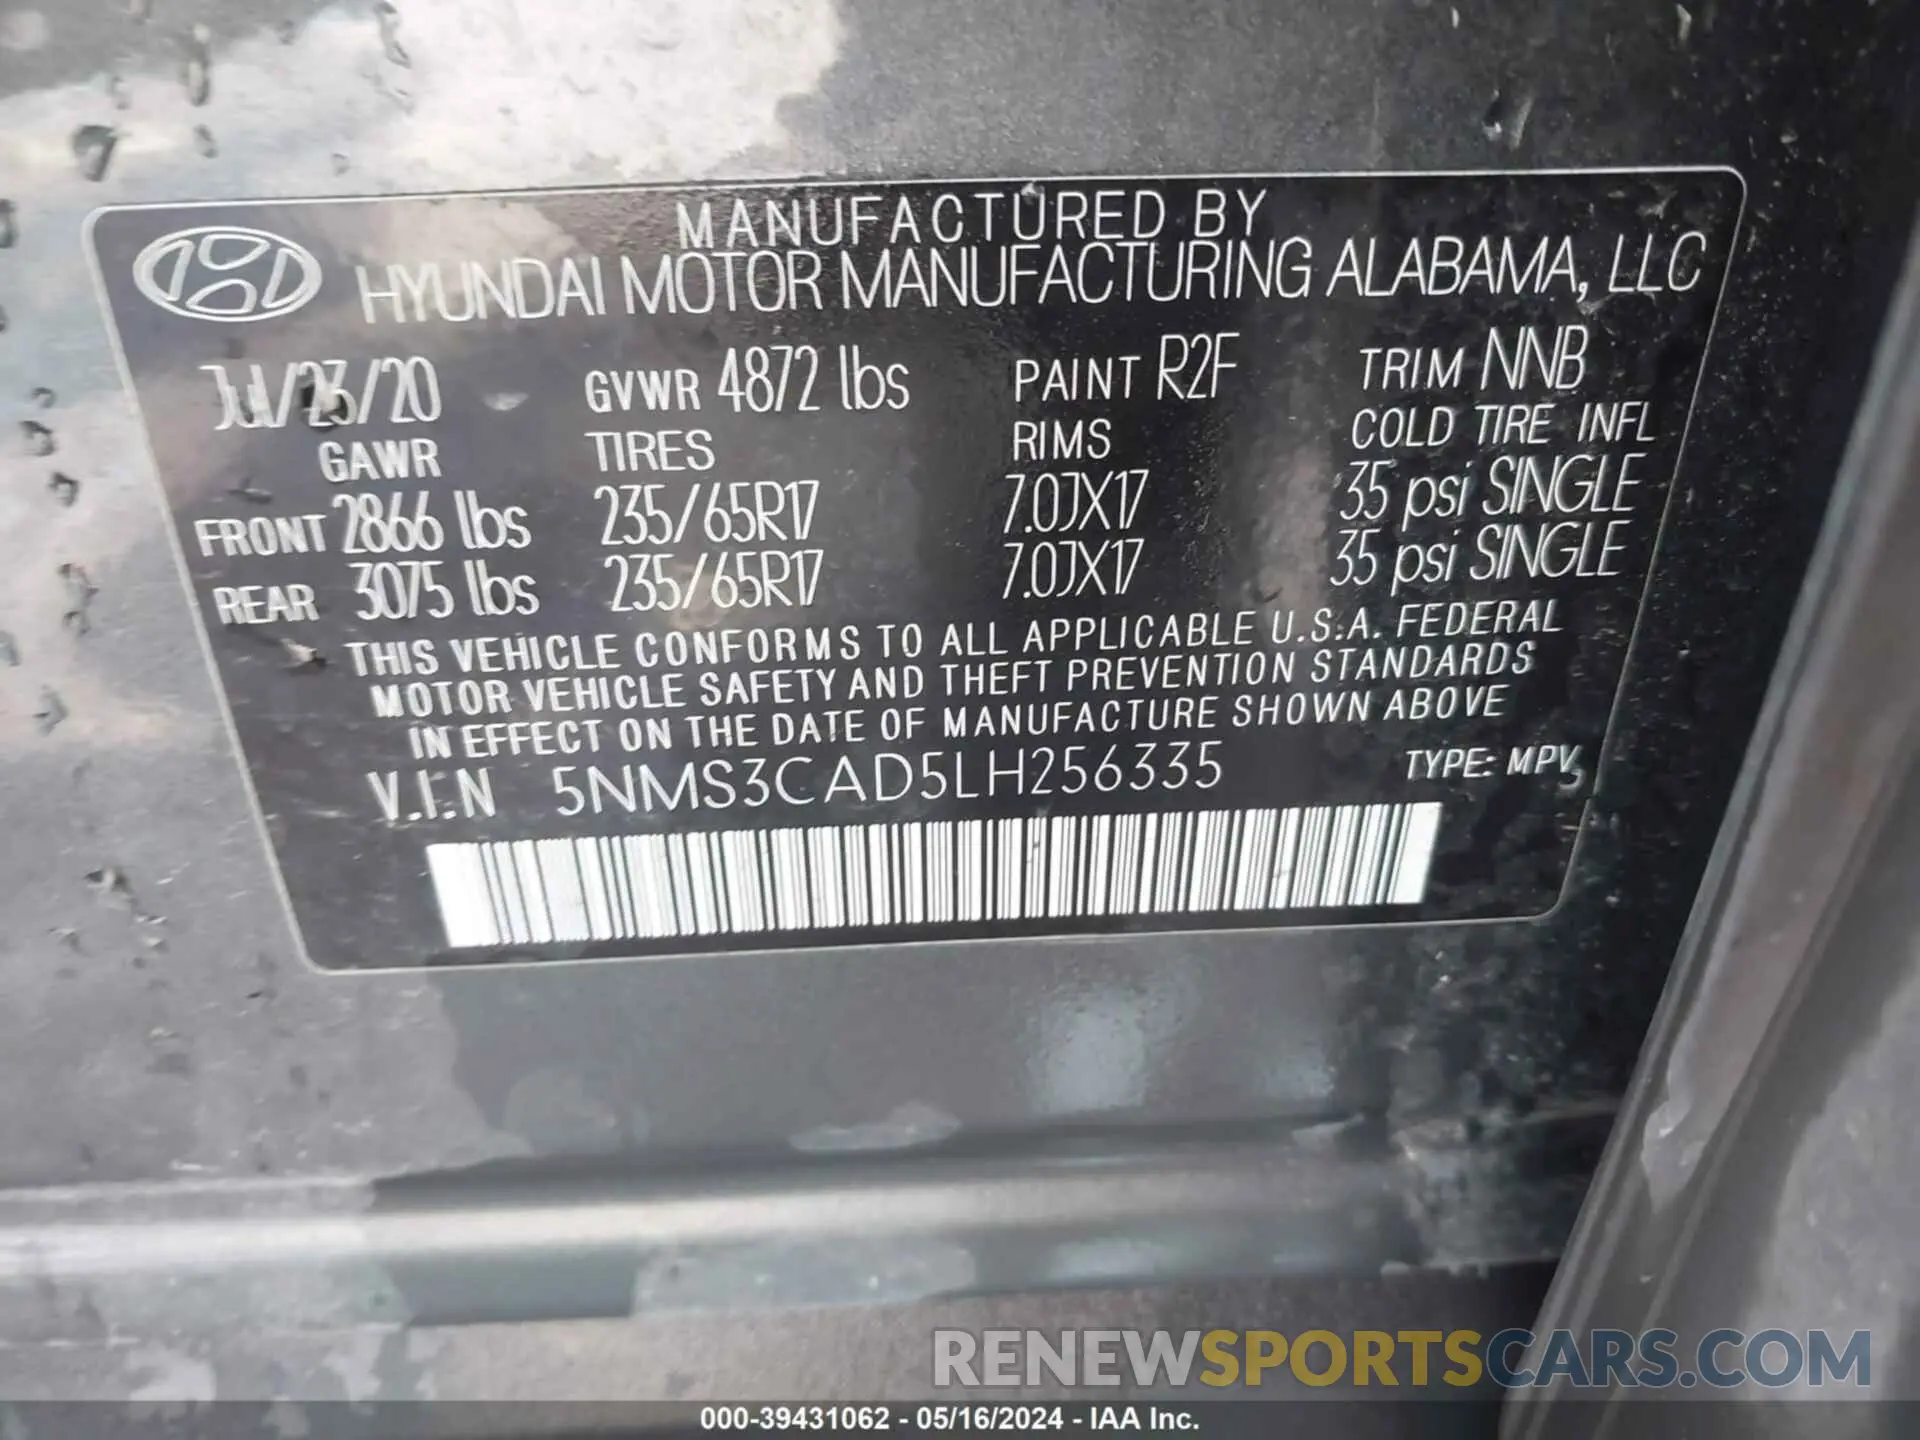 MANUFACTURED BY
HYUNDAI MOTOR MANUFACTURING ALABAMA, LLC
Jul/23/20 GVWR 4872 lbs PAINT R2F TRIM NNB
GAWR TIRES RIMS COLD TIRE INFL
FRONT 2866 lbs 235/65R17 7.0JX17 35 psi SINGLE
REAR 3075 lbs 235/65R17 7.0JX17 35 psi SINGLE
THIS VEHICLE CONFORMS TO ALL APPLICABLE U.S.A. FEDERAL
MOTOR VEHICLE SAFETY AND THEFT PREVENTION STANDARDS
IN EFFECT ON THE DATE OF MANUFACTURE SHOWN ABOVE
V.I.N 5NMS3CAD5LH256335 TYPE: MPV
RENEWSPORTSCARS.COM
000-39431062 - 05/16/2024 - IAA Inc.